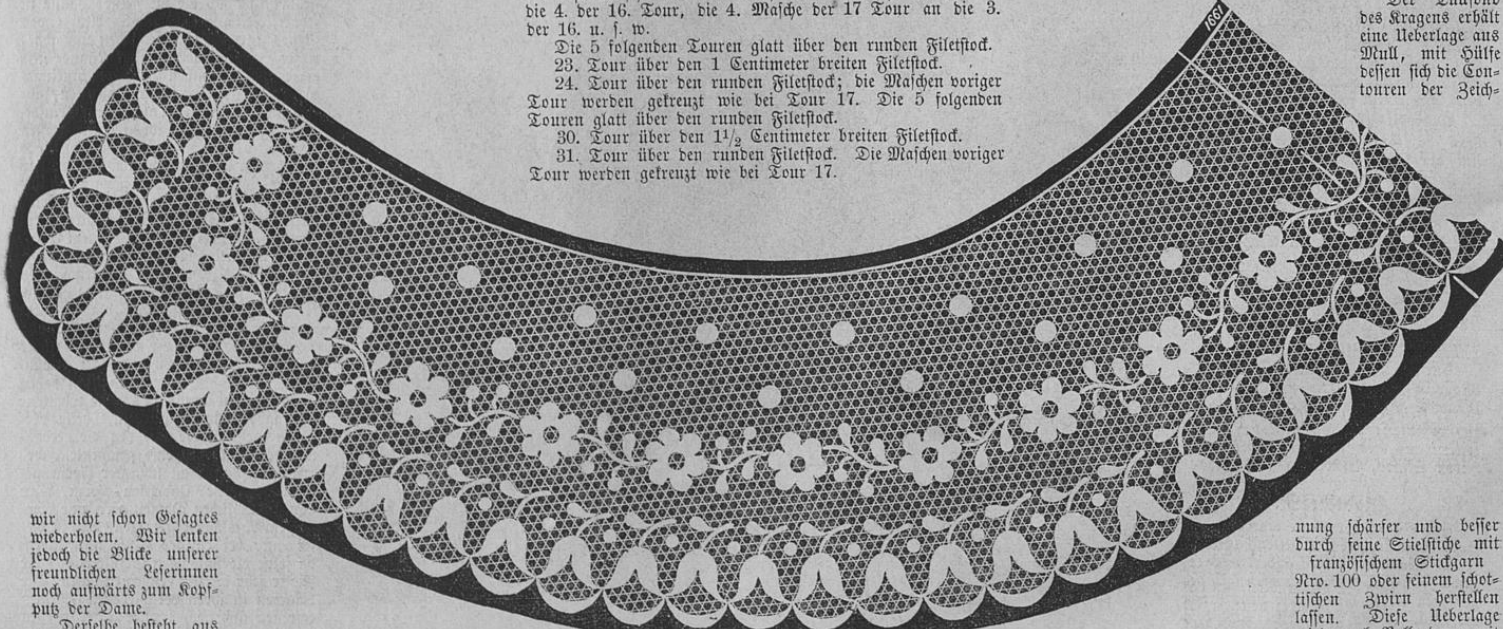 die 4. der 16. Tour, die 4. Masche der 17 Tour an die 3.
der 16. u. s. w.
Die 5 folgenden Touren glatt über den runden Filetstock.
23. Tour über den 1 Centimeter breiten Filetstock.
24. Tour über den runden Filetstock; die Maschen voriger
Tour werden gekreuzt wie bei Tour 17. Die 5 folgenden
Touren glatt über den runden Filetstock.
30. Tour über den 1½ Centimeter breiten Filetstock.
31. Tour über den runden Filetstock. Die Maschen voriger
Tour werden gekreuzt wie bei Tour 17.
1881
Der
des Kragens erhält
eine Ueberlage aus
Mull, mit Hülfe
dessen sich die Con-
touren der Zeich-
wir nicht schon Gesagtes
wiederholen. Wir lenken
jedoch die Blicke unserer
freundlichen Leserinnen
noch aufwärts zum Kopf-
putz der Dame.
Derselbe besteht aus
nung schärfer und besser
durch feine Stielstiche mit
französischem Stickgarn
Nro. 100 oder feinem schot-
tischen Zwirn herstellen
lassen. Diese Ueberlage